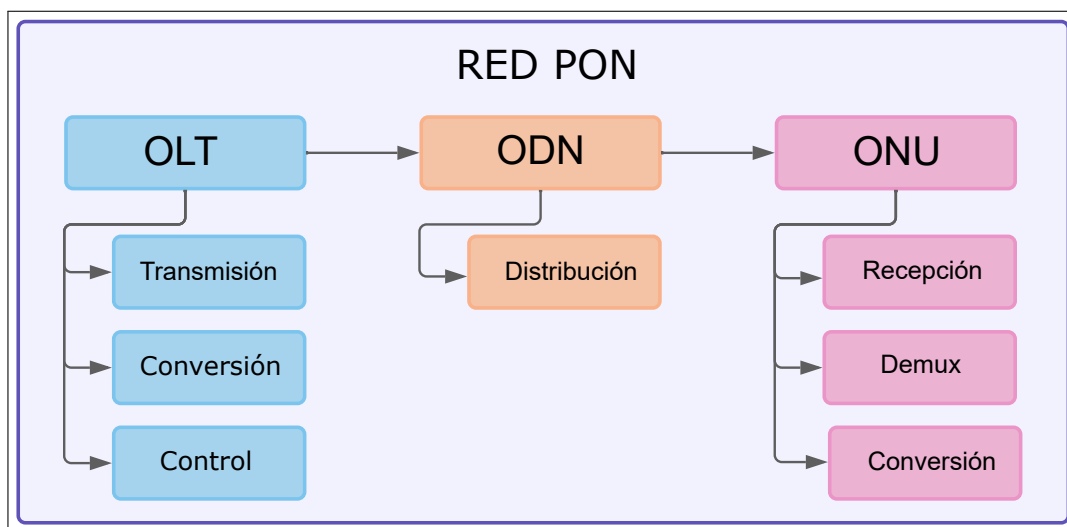 RED PON
OLT
ODN
ONU
Transmisión
Distribución
Recepción
Conversión
Demux
Control
Conversión